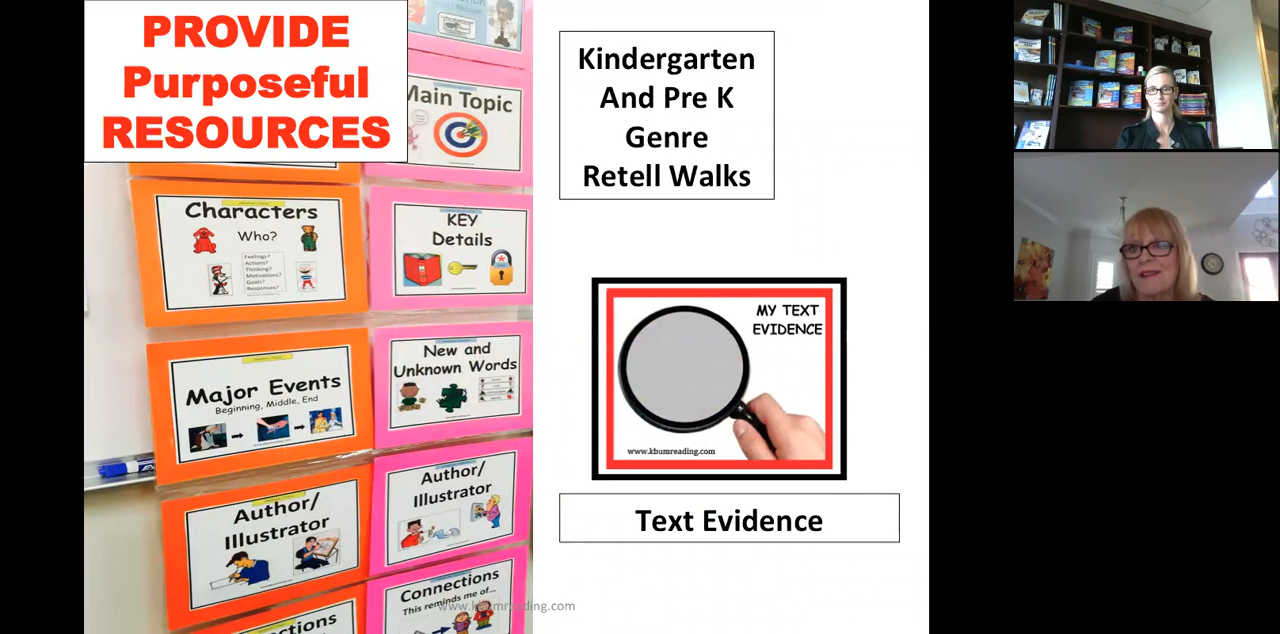 PROVIDE
Purposeful
RESOURCES
Main Topic
Characters
Who?
Feelings?
Actions?
Thinking?
Motivations?
Goals?
Responses?
KEY
Details
Major Events
Beginning, Middle, End
New and
Unknown Words
Author/
Illustrator
Author/
Illustrator
Connections
This reminds me of...
www.kbumreading.com
Kindergarten
And Pre K
Genre
Retell Walks
MY TEXT
EVIDENCE
www.kbumreading.com
Text Evidence